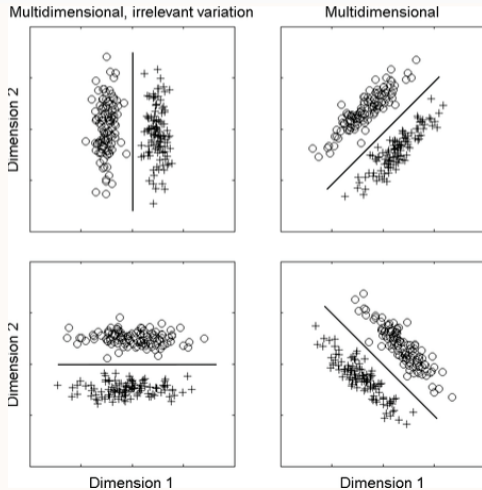 Multidimensional, irrelevant variation
Multidimensional
Dimension 2
Dimension 2
Dimension 1
Dimension 1